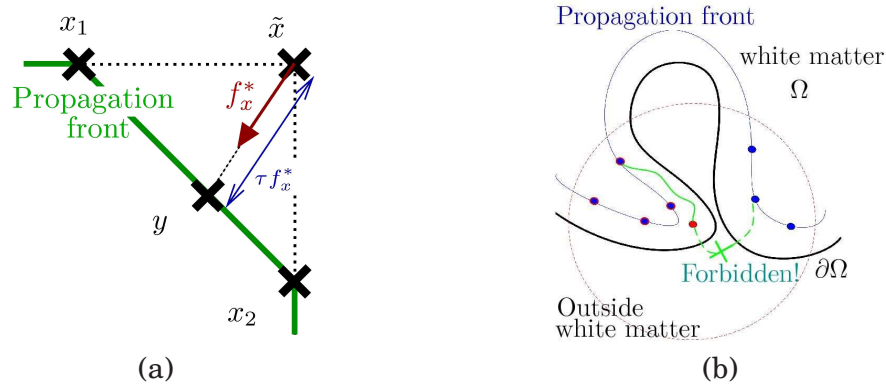 x₁
x̃
Propagation
front
f*ₓ
τf*ₓ
y
x₂
(a)
Propagation front
white matter
Ω
Forbidden!
∂Ω
Outside
white matter
(b)